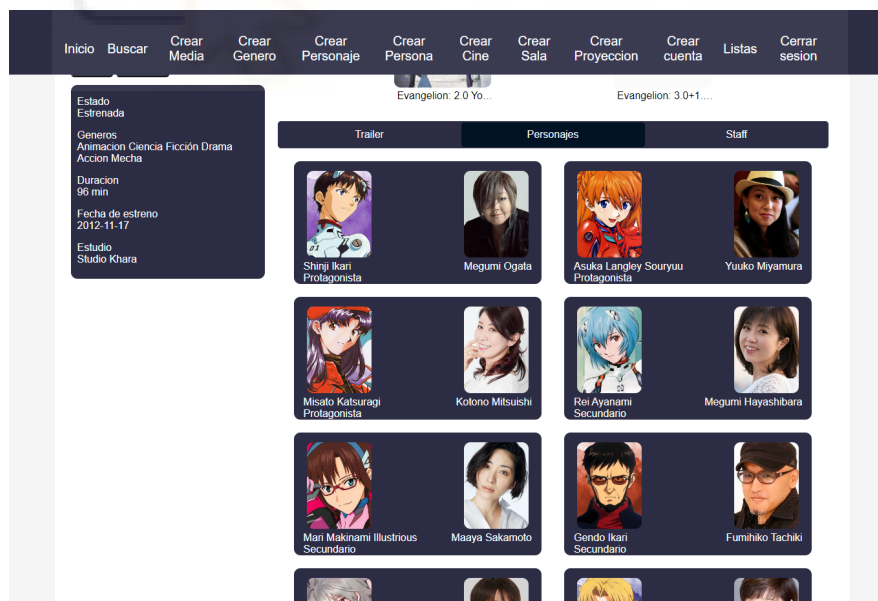 Inicio Buscar Crear Media Crear Genero Crear Personaje Crear Persona Crear Cine Crear Sala Crear Proyeccion Crear cuenta Listas Cerrar sesion
Evangelion: 2.0 Yo... Evangelion: 3.0+1....
Estado
Estrenada
Generos
Animacion Ciencia Ficción Drama
Accion Mecha
Duracion
96 min
Fecha de estreno
2012-11-17
Estudio
Studio Khara
Trailer Personajes Staff
Shinji Ikari Megumi Ogata
Protagonista
Asuka Langley Souryuu Yuuko Miyamura
Protagonista
Misato Katsuragi Kotono Mitsuishi
Protagonista
Rei Ayanami Megumi Hayashibara
Secundario
Mari Makinami Illustrious Maaya Sakamoto
Secundario
Gendo Ikari Fumihiko Tachiki
Secundario